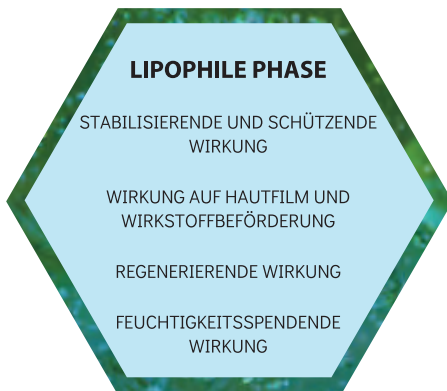 LIPOPHILE PHASE
STABILISIERENDE UND SCHÜTZENDE
WIRKUNG
WIRKUNG AUF HAUTFILM UND
WIRKSTOFFBEFÖRDERUNG
REGENERIERENDE WIRKUNG
FEUCHTIGKEITSSPENDENDE
WIRKUNG